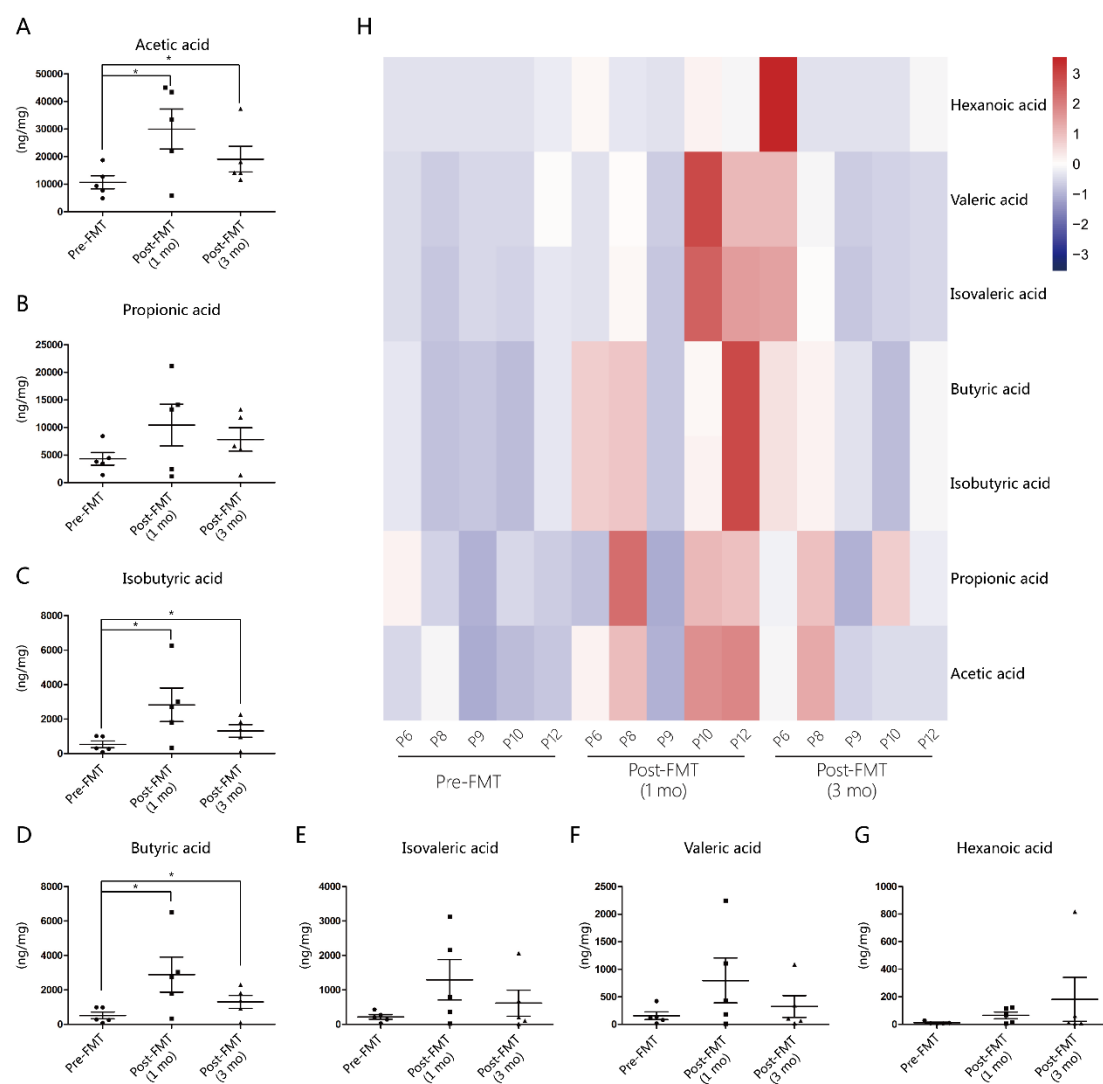 A
Acetic acid
*
*
50000
40000
30000
20000
10000
0
(ng/mg)
Pre-FMT
Post-FMT
(1 mo)
Post-FMT
(3 mo)
B
Propionic acid
25000
20000
15000
10000
5000
0
(ng/mg)
Pre-FMT
Post-FMT
(1 mo)
Post-FMT
(3 mo)
C
Isobutyric acid
*
*
8000
6000
4000
2000
0
(ng/mg)
Pre-FMT
Post-FMT
(1 mo)
Post-FMT
(3 mo)
D
Butyric acid
*
*
8000
6000
4000
2000
0
(ng/mg)
Pre-FMT
Post-FMT
(1 mo)
Post-FMT
(3 mo)
E
Isovaleric acid
4000
3000
2000
1000
0
(ng/mg)
Pre-FMT
Post-FMT
(1 mo)
Post-FMT
(3 mo)
F
Valeric acid
2500
2000
1500
1000
500
0
(ng/mg)
Pre-FMT
Post-FMT
(1 mo)
Post-FMT
(3 mo)
G
Hexanoic acid
1000
800
600
400
200
0
(ng/mg)
Pre-FMT
Post-FMT
(1 mo)
Post-FMT
(3 mo)
H
Hexanoic acid
Valeric acid
Isovaleric acid
Butyric acid
Isobutyric acid
Propionic acid
Acetic acid
3
2
1
0
−1
−2
−3
P6 P8 P9 P10 P12 P6 P8 P9 P10 P12 P6 P8 P9 P10 P12
Pre-FMT
Post-FMT
(1 mo)
Post-FMT
(3 mo)